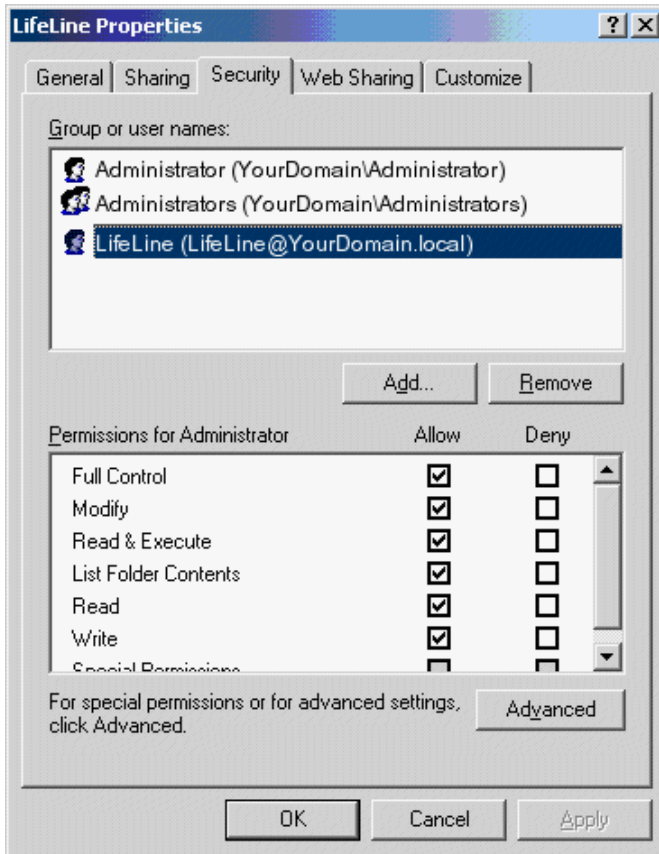 LifeLine Properties
General Sharing Security Web Sharing Customize
Group or user names:
Administrator (YourDomain\Administrator)
Administrators (YourDomain\Administrators)
LifeLine (LifeLine@YourDomain.local)
Add... Remove
Permissions for Administrator Allow Deny
Full Control
Modify
Read & Execute
List Folder Contents
Read
Write
Special Permissions
For special permissions or for advanced settings, Advanced
click Advanced.
OK Cancel Apply